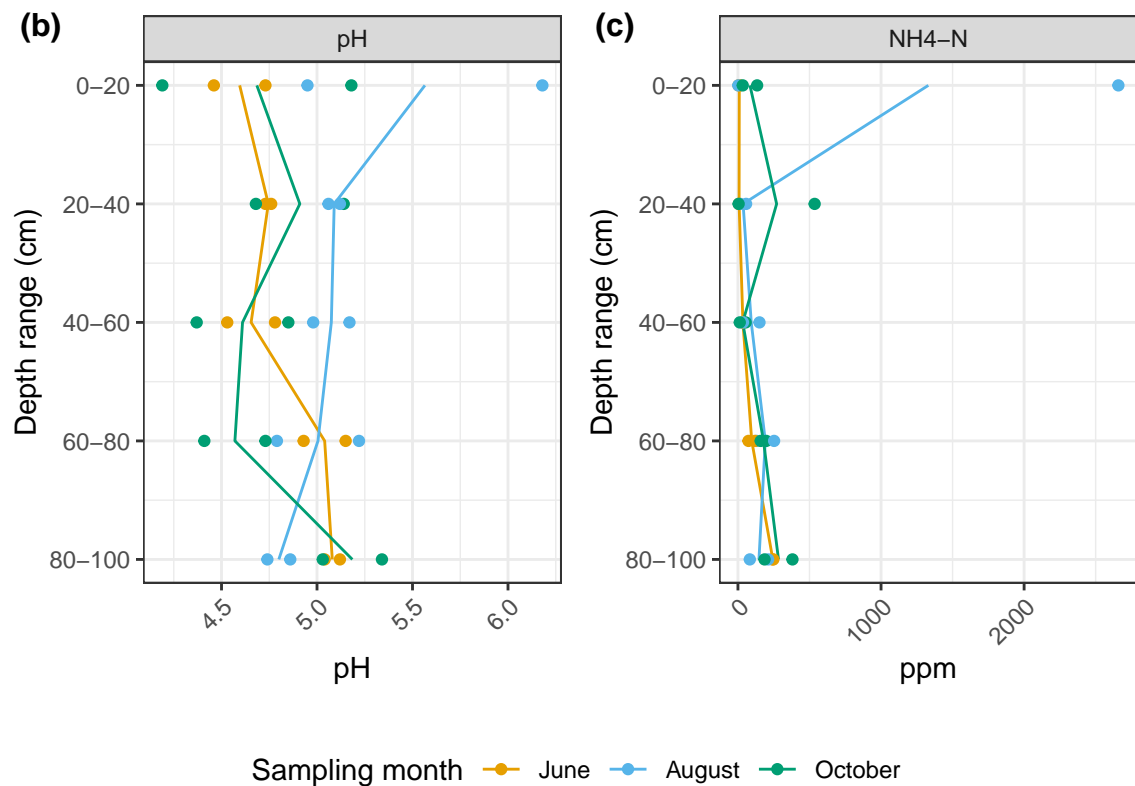 (b)
pH
0–20
20–40
40–60
60–80
80–100
Depth range (cm)
4.5
5.0
5.5
6.0
pH
(c)
NH4–N
0–20
20–40
40–60
60–80
80–100
Depth range (cm)
0
1000
2000
ppm
Sampling month June August October